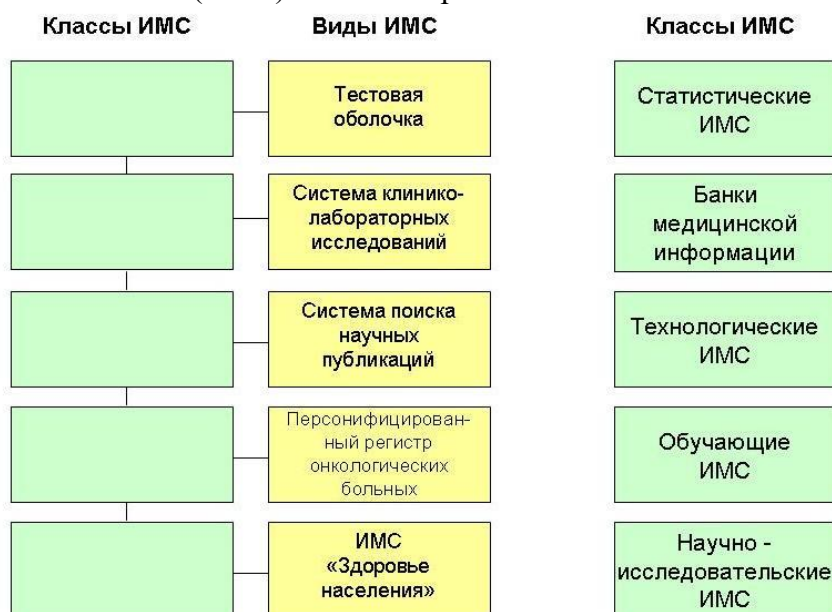 Классы ИМС
Виды ИМС
Классы ИМС
Тестовая
оболочка
Статистические
ИМС
Система клинико-
лабораторных
исследований
Банки
медицинской
информации
Система поиска
научных
публикаций
Технологические
ИМС
Персонифицирован-
ный регистр
онкологических
больных
Обучающие
ИМС
ИМС
«Здоровье
населения»
Научно -
исследовательские
ИМС